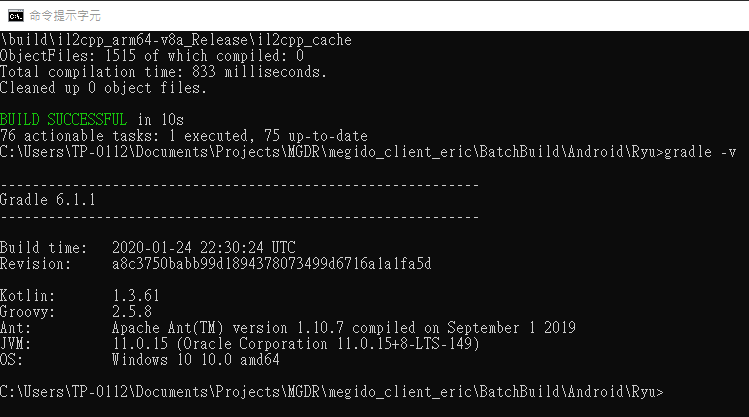 命令提示字元
\build\il2cpp_arm64-v8a_Release\il2cpp_cache
ObjectFiles: 1515 of which compiled: 0
Total compilation time: 833 milliseconds.
Cleaned up 0 object files.
BUILD SUCCESSFUL in 10s
76 actionable tasks: 1 executed, 75 up-to-date
C:\Users\TP-0112\Documents\Projects\MGDR\megido_client_eric\BatchBuild\Android\Ryu>gradle -v
------------------------------------------------------------
Gradle 6.1.1
------------------------------------------------------------
Build time:   2020-01-24 22:30:24 UTC
Revision:     a8c3750babb99d1894378073499d6716a1a1fa5d
Kotlin:       1.3.61
Groovy:       2.5.8
Ant:          Apache Ant(TM) version 1.10.7 compiled on September 1 2019
JVM:          11.0.15 (Oracle Corporation 11.0.15+8-LTS-149)
OS:           Windows 10 10.0 amd64
C:\Users\TP-0112\Documents\Projects\MGDR\megido_client_eric\BatchBuild\Android\Ryu>